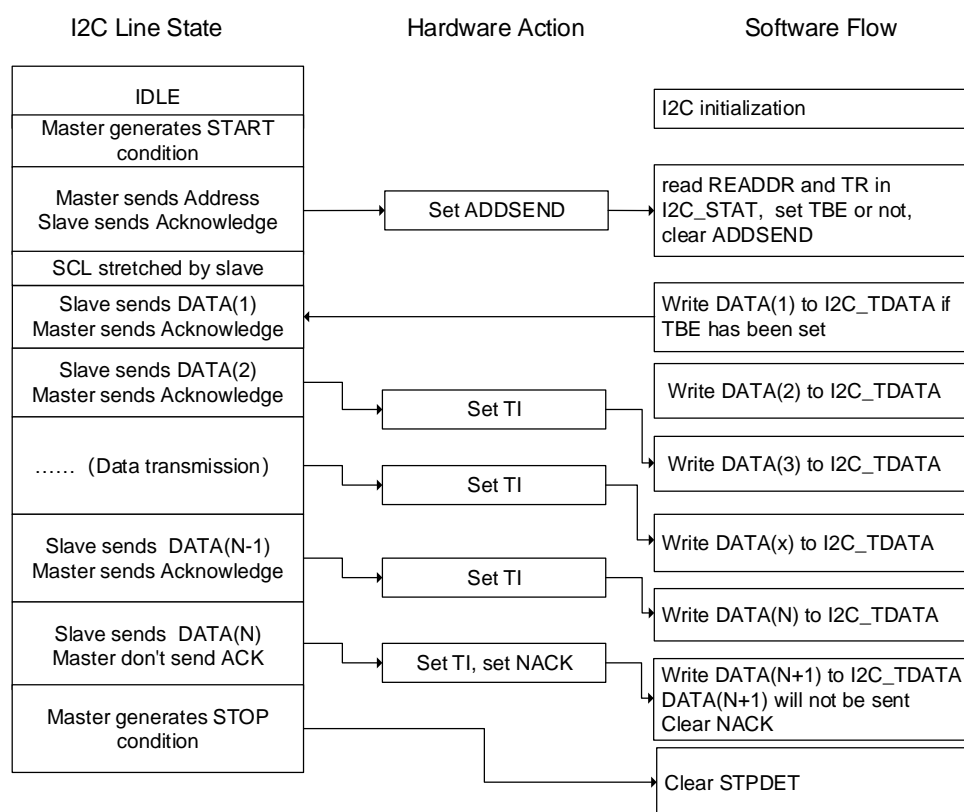 I2C Line State
Hardware Action
Software Flow
IDLE
I2C initialization
Master generates START
condition
Master sends Address
Slave sends Acknowledge
Set ADDSEND
read READDR and TR in
I2C_STAT, set TBE or not,
clear ADDSEND
SCL stretched by slave
Slave sends DATA(1)
Master sends Acknowledge
Write DATA(1) to I2C_TDATA if
TBE has been set
Slave sends DATA(2)
Master sends Acknowledge
Set TI
Write DATA(2) to I2C_TDATA
Write DATA(3) to I2C_TDATA
…… (Data transmission)
Set TI
Write DATA(x) to I2C_TDATA
Slave sends DATA(N-1)
Master sends Acknowledge
Set TI
Write DATA(N) to I2C_TDATA
Slave sends DATA(N)
Master don't send ACK
Set TI, set NACK
Write DATA(N+1) to I2C_TDATA
DATA(N+1) will not be sent
Clear NACK
Master generates STOP
condition
Clear STPDET